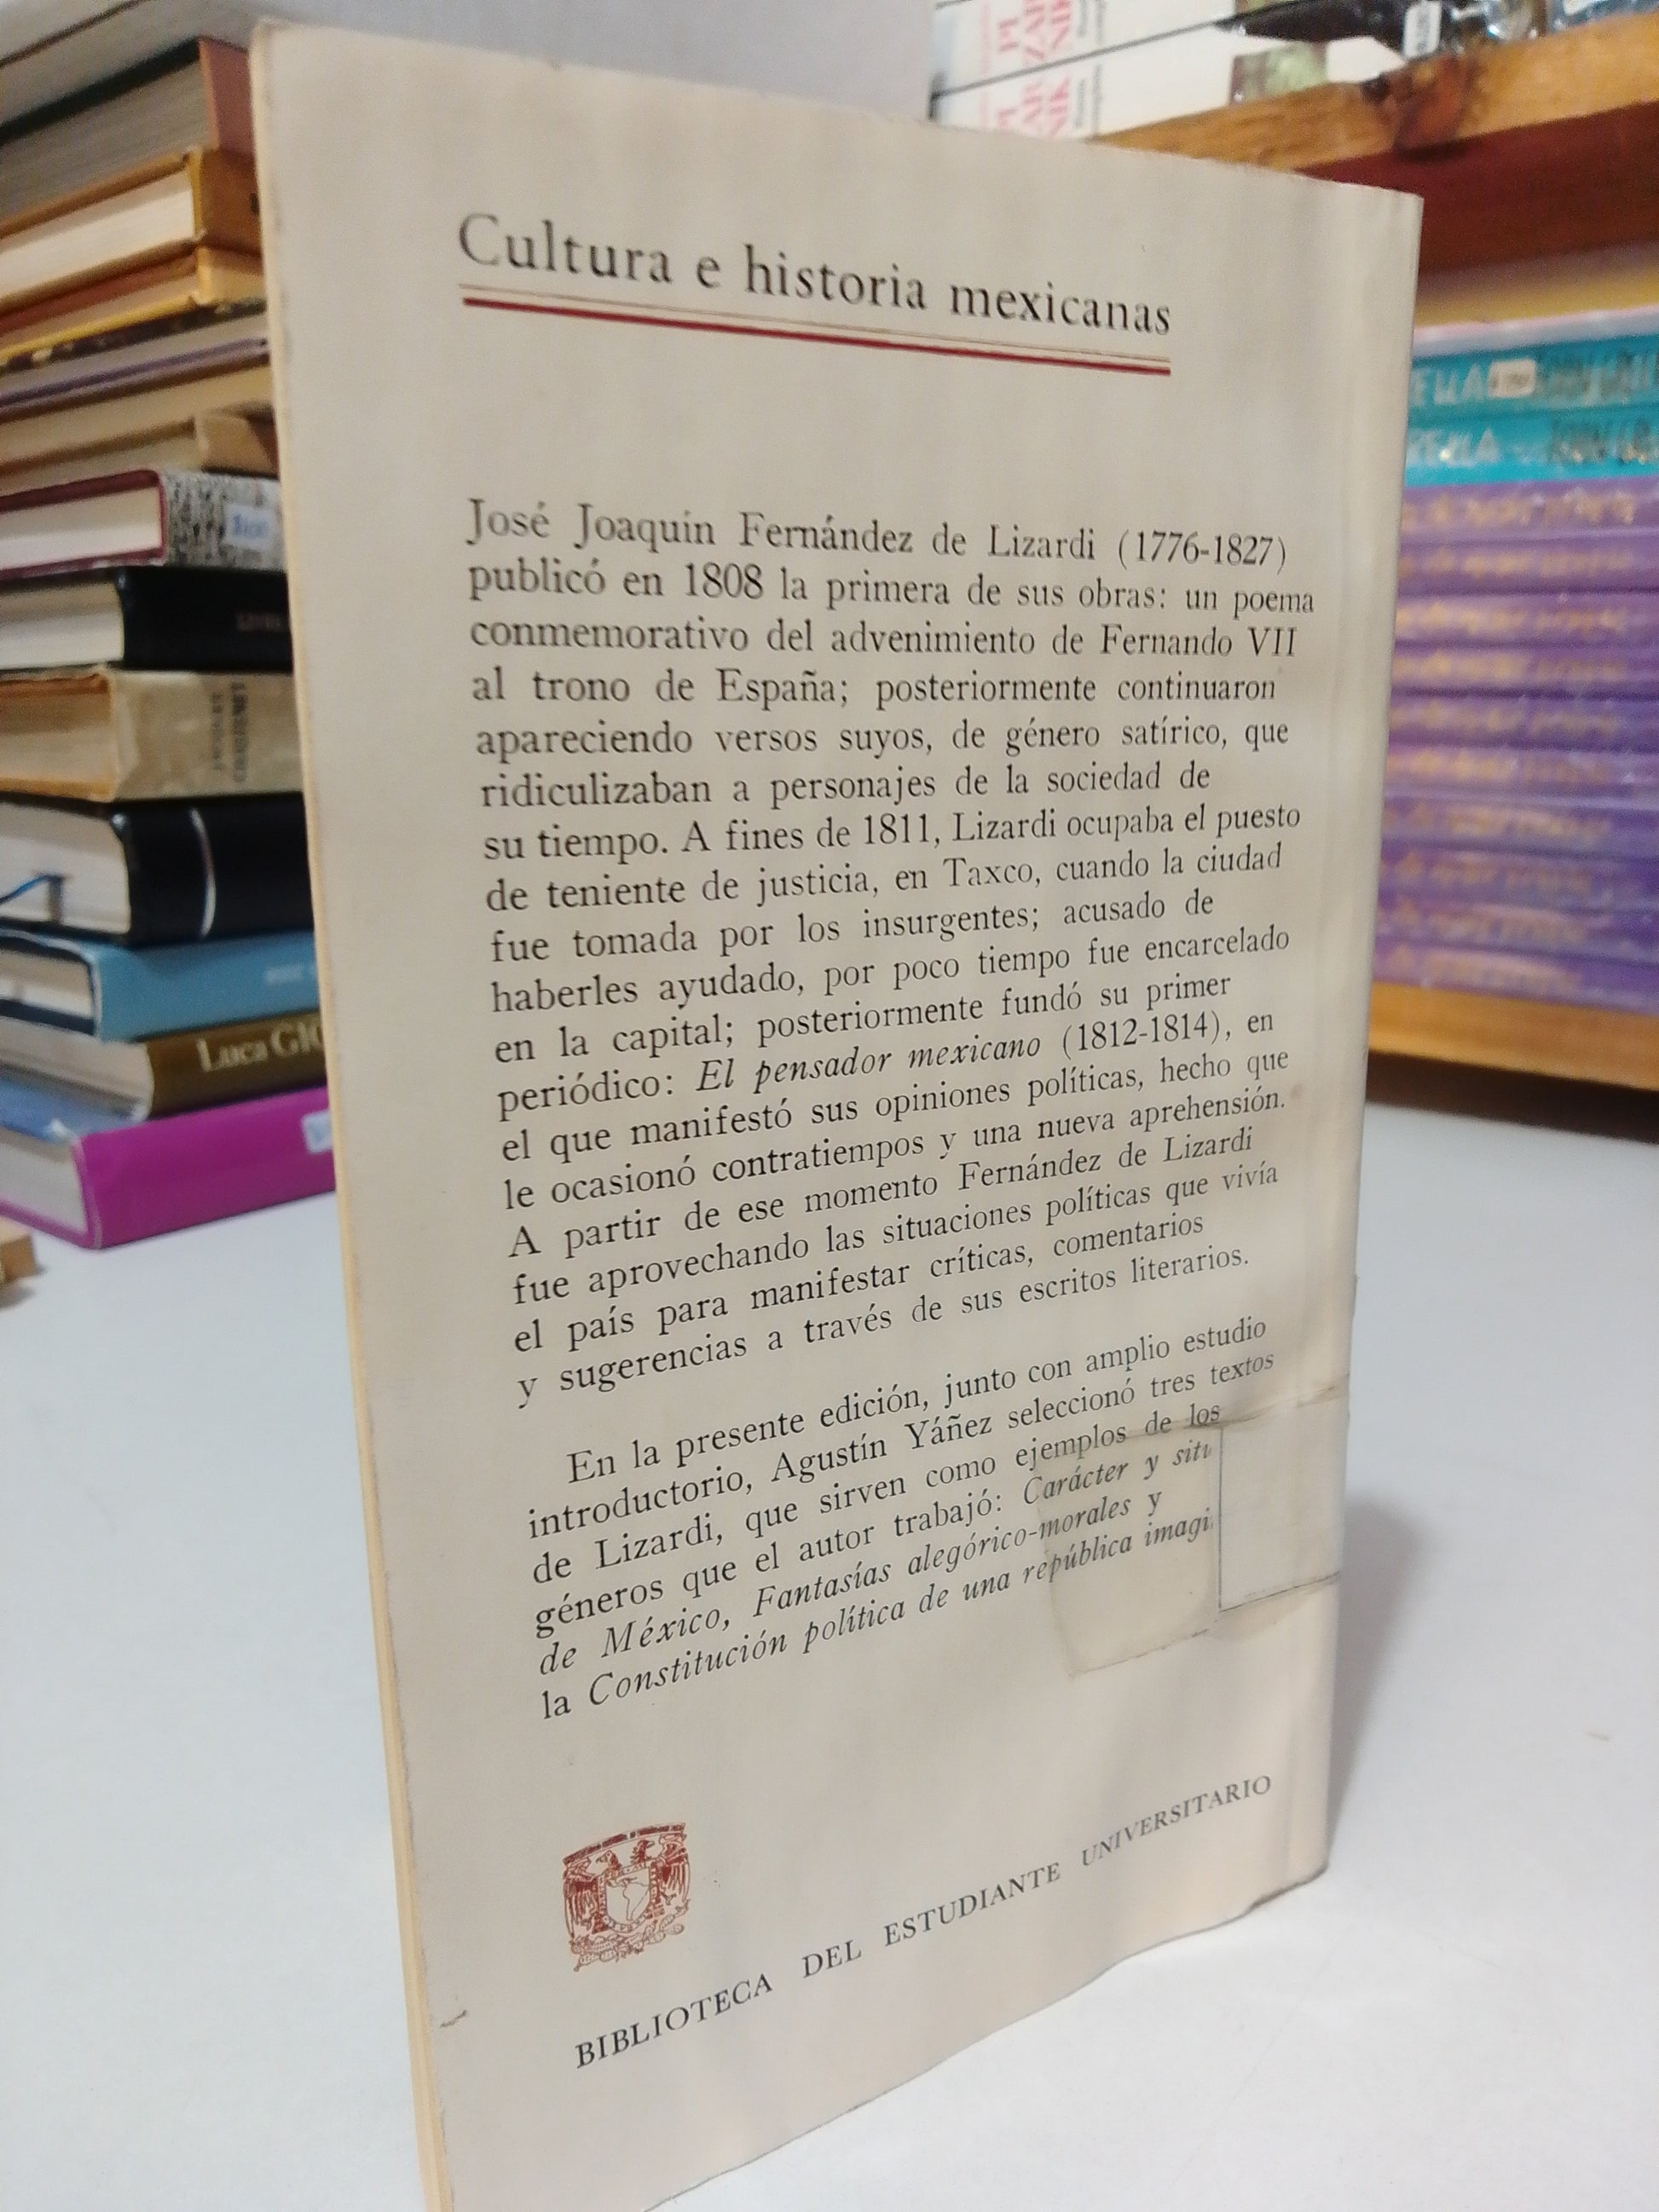 Cultura e historia mexicanas
José Joaquín Fernández de Lizardi (1776-1827)
publicó en 1808 la primera de sus obras: un poema
conmemorativo del advenimiento de Fernando VII
al trono de España; posteriormente continuaron
apareciendo versos suyos, de género satírico, que
ridiculizaban a personajes de la sociedad de
su tiempo. A fines de 1811, Lizardi ocupaba el puesto
de teniente de justicia, en Taxco, cuando la ciudad
fue tomada por los insurgentes; acusado de
haberles ayudado, por poco tiempo fue encarcelado
en la capital; posteriormente fundó su primer
periódico: El pensador mexicano (1812-1814), en
el que manifestó sus opiniones políticas, hecho que
le ocasionó contratiempos y una nueva aprehensión.
A partir de ese momento Fernández de Lizardi
fue aprovechando las situaciones políticas que vivía
el país para manifestar críticas, comentarios
y sugerencias a través de sus escritos literarios.
En la presente edición, junto con amplio estudio
introductorio, Agustín Yáñez seleccionó tres textos
de Lizardi, que sirven como ejemplos de los
géneros que el autor trabajó: Carácter y
de México, Fantasías alegórico-morales y
la Constitución política de una república
BIBLIOTECA DEL ESTUDIANTE UNIVERSITARIO
Luca